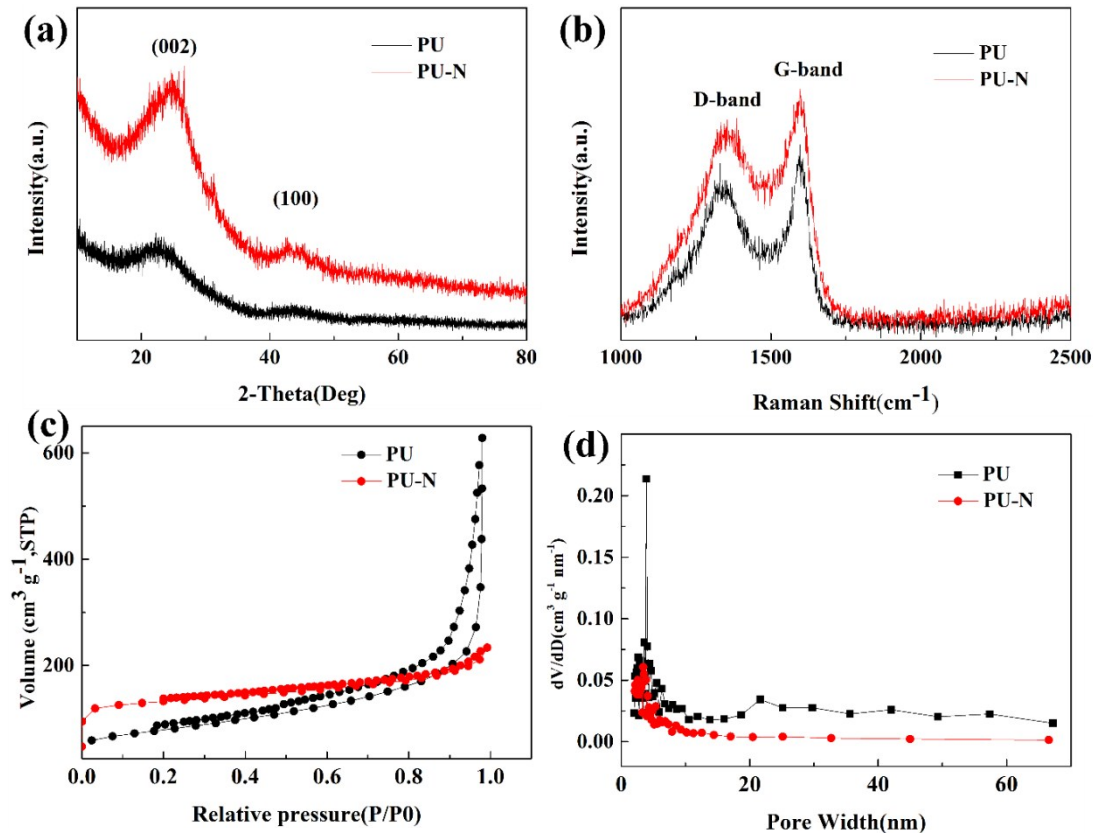 (a)
(002)
PU
PU-N
(100)
Intensity(a.u.)
20
40
60
80
2-Theta(Deg)
(b)
G-band
D-band
PU
PU-N
Intensity(a.u.)
1000
1500
2000
2500
Raman Shift(cm⁻¹)
(c)
600
400
200
PU
PU-N
Volume (cm³ g⁻¹,STP)
0.0
0.2
0.4
0.6
0.8
1.0
Relative pressure(P/P0)
(d)
0.20
0.15
0.10
0.05
0.00
PU
PU-N
dV/dD(cm³ g⁻¹ nm⁻¹)
0
20
40
60
Pore Width(nm)